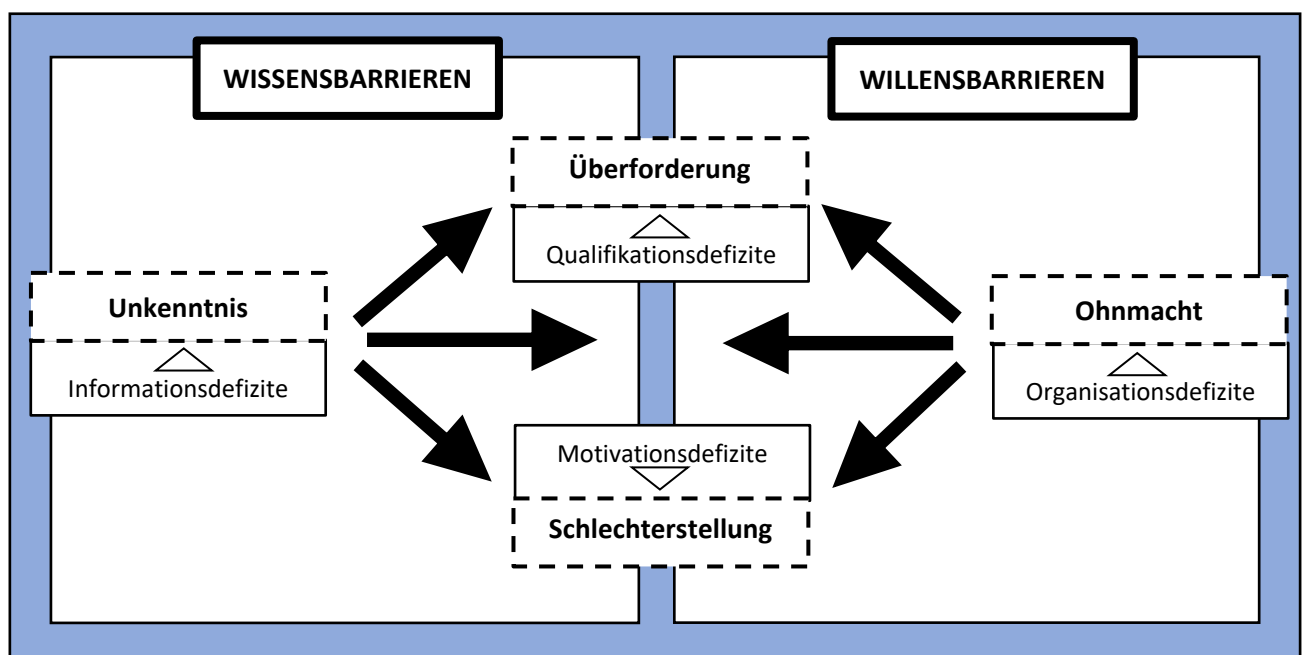 WISSENSBARRIEREN
WILLENSBARRIEREN
Überforderung
Qualifikationsdefizite
Unkenntnis
Informationsdefizite
Ohnmacht
Organisationsdefizite
Motivationsdefizite
Schlechterstellung